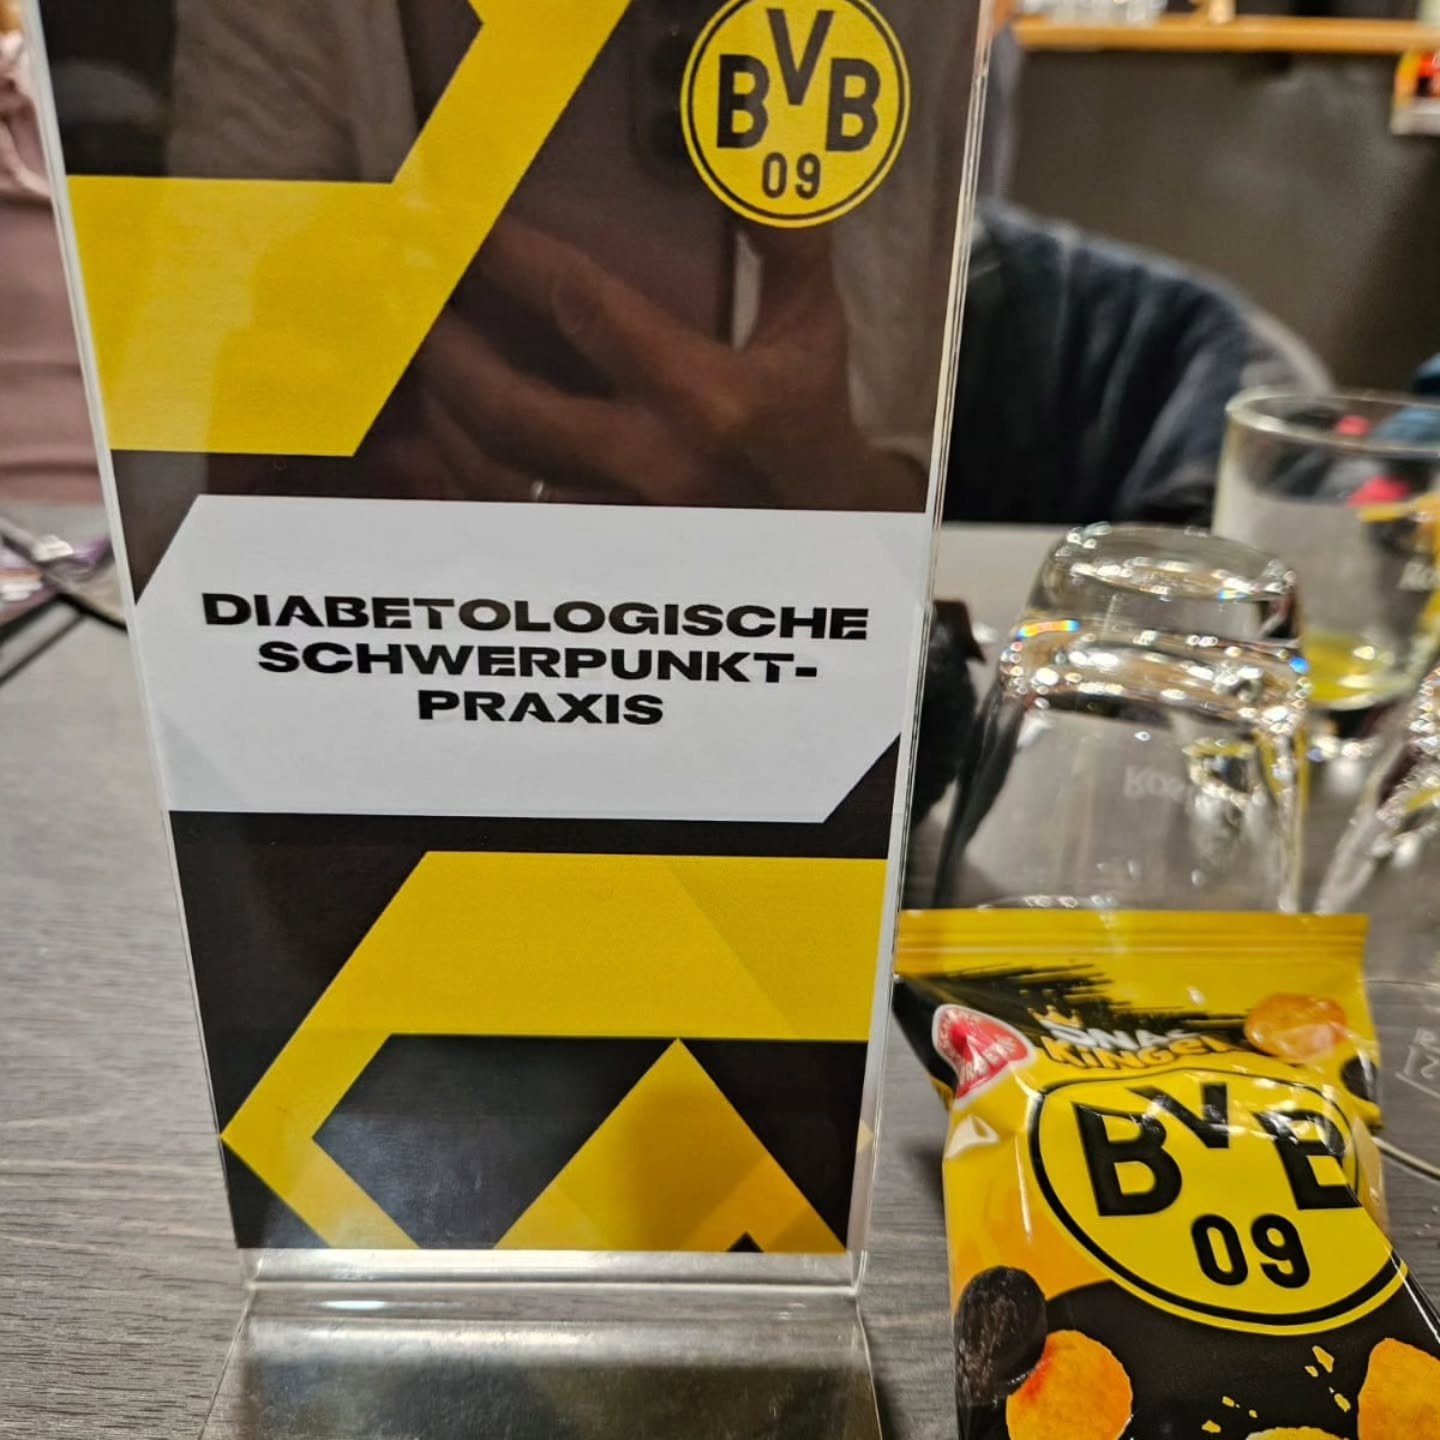 BVB
09
DIABETOLOGISCHE
SCHWERPUNKT-
PRAXIS
BVB
09